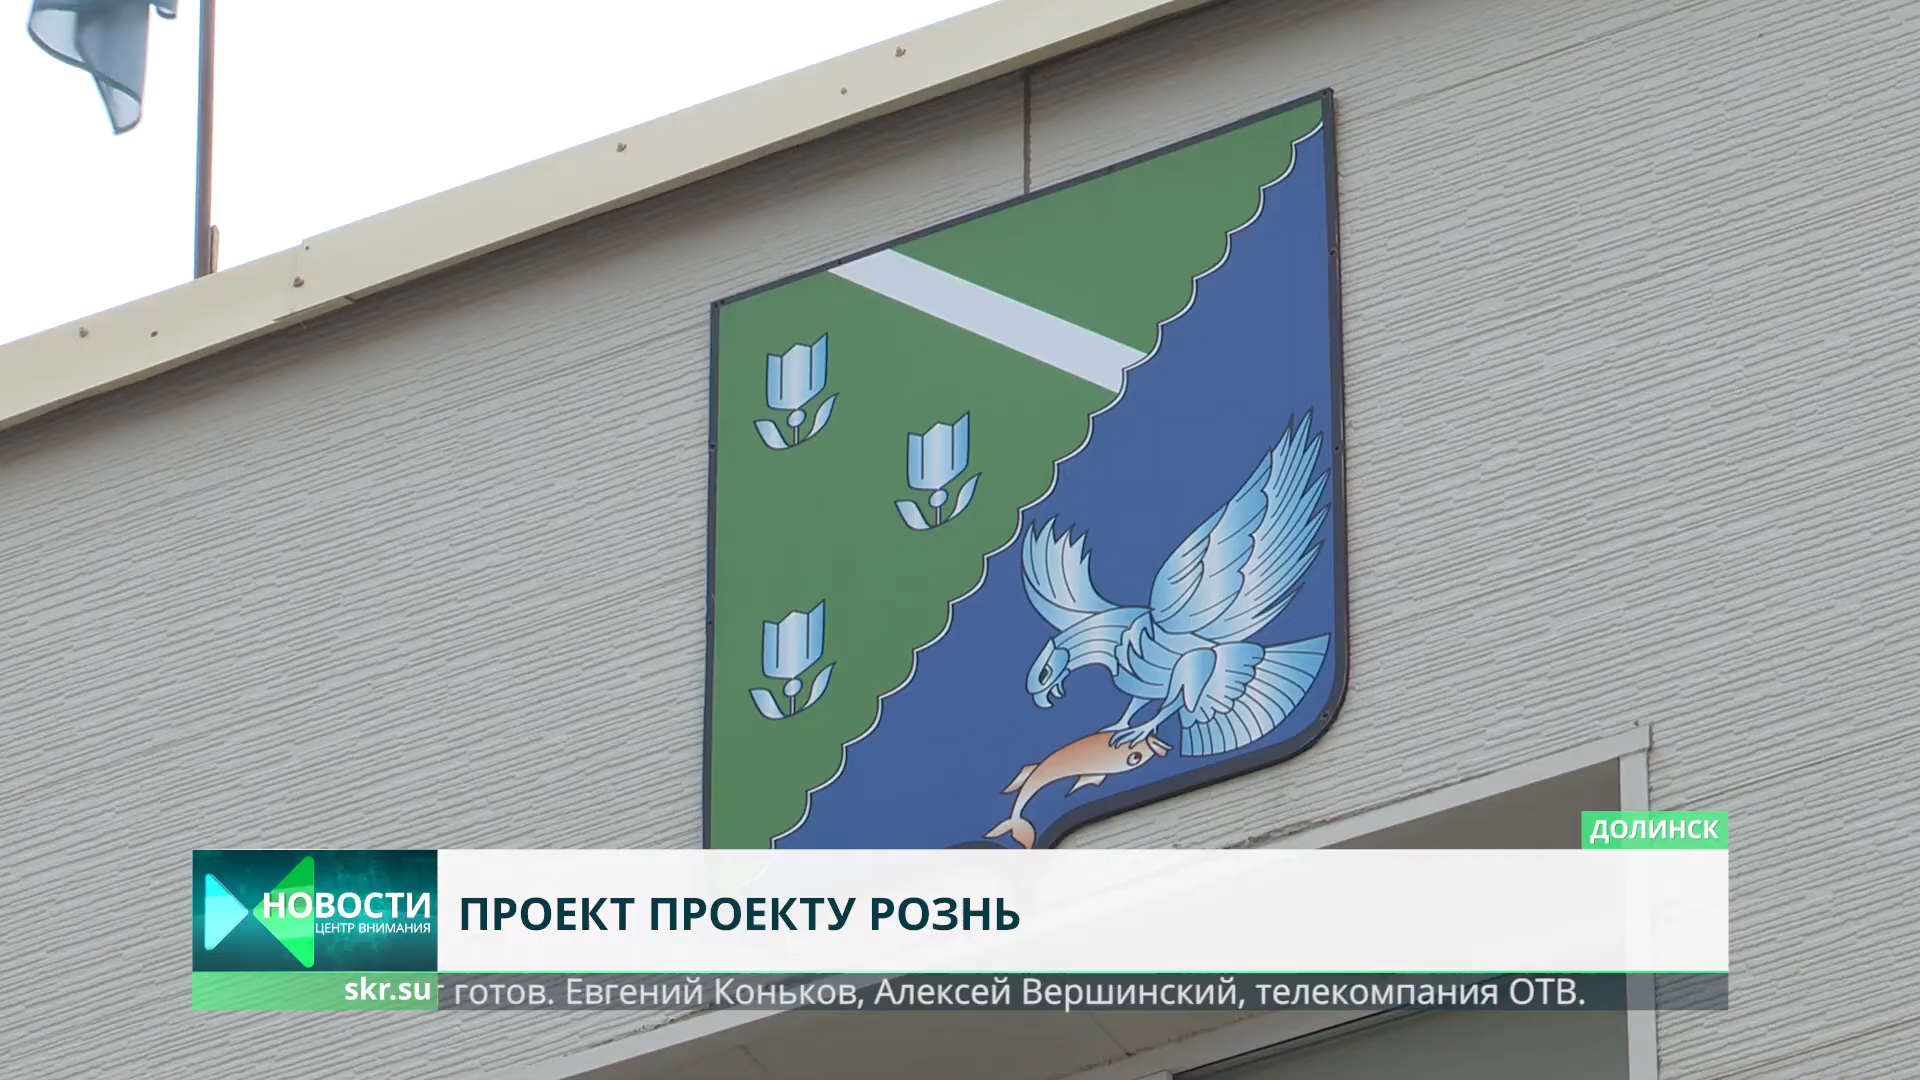 ДОЛИНСК
НОВОСТИ
ЦЕНТР ВНИМАНИЯ
ПРОЕКТ ПРОЕКТУ РОЗНЬ
skr.su
готов. Евгений Коньков, Алексей Вершинский, телекомпания ОТВ.